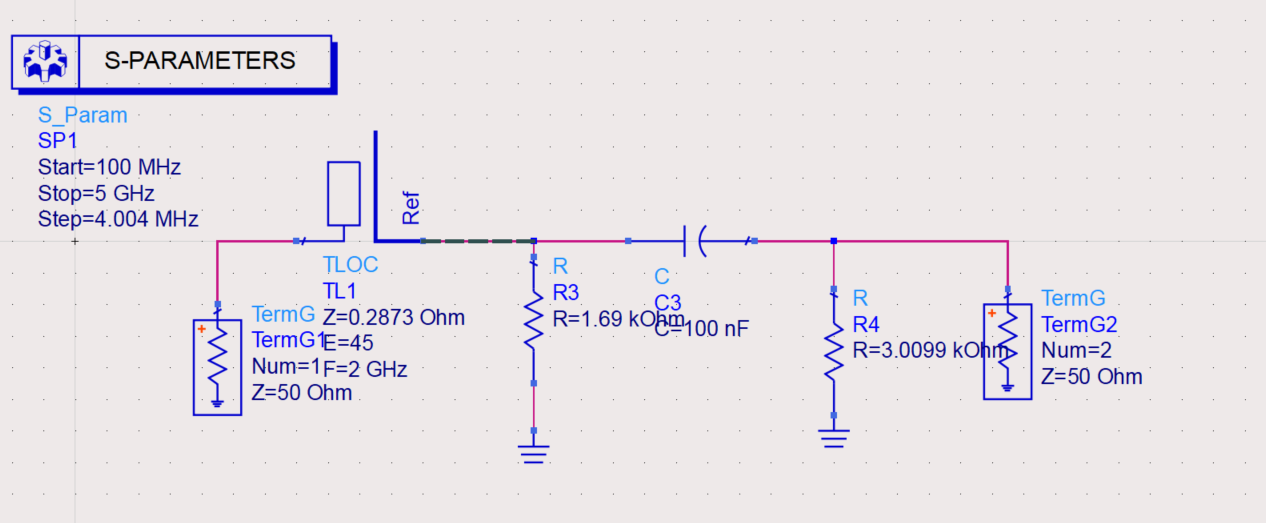 S-PARAMETERS
S_Param
SP1
Start=100 MHz
Stop=5 GHz
Step=4.004 MHz
Ref
TermG
TermG1
Num=1
Z=50 Ohm
TLOC
TL1
Z=0.2873 Ohm
E=45
F=2 GHz
R
R3
R=1.69 kOhm
C
C3
C=100 nF
R
R4
R=3.0099 kOhm
TermG
TermG2
Num=2
Z=50 Ohm